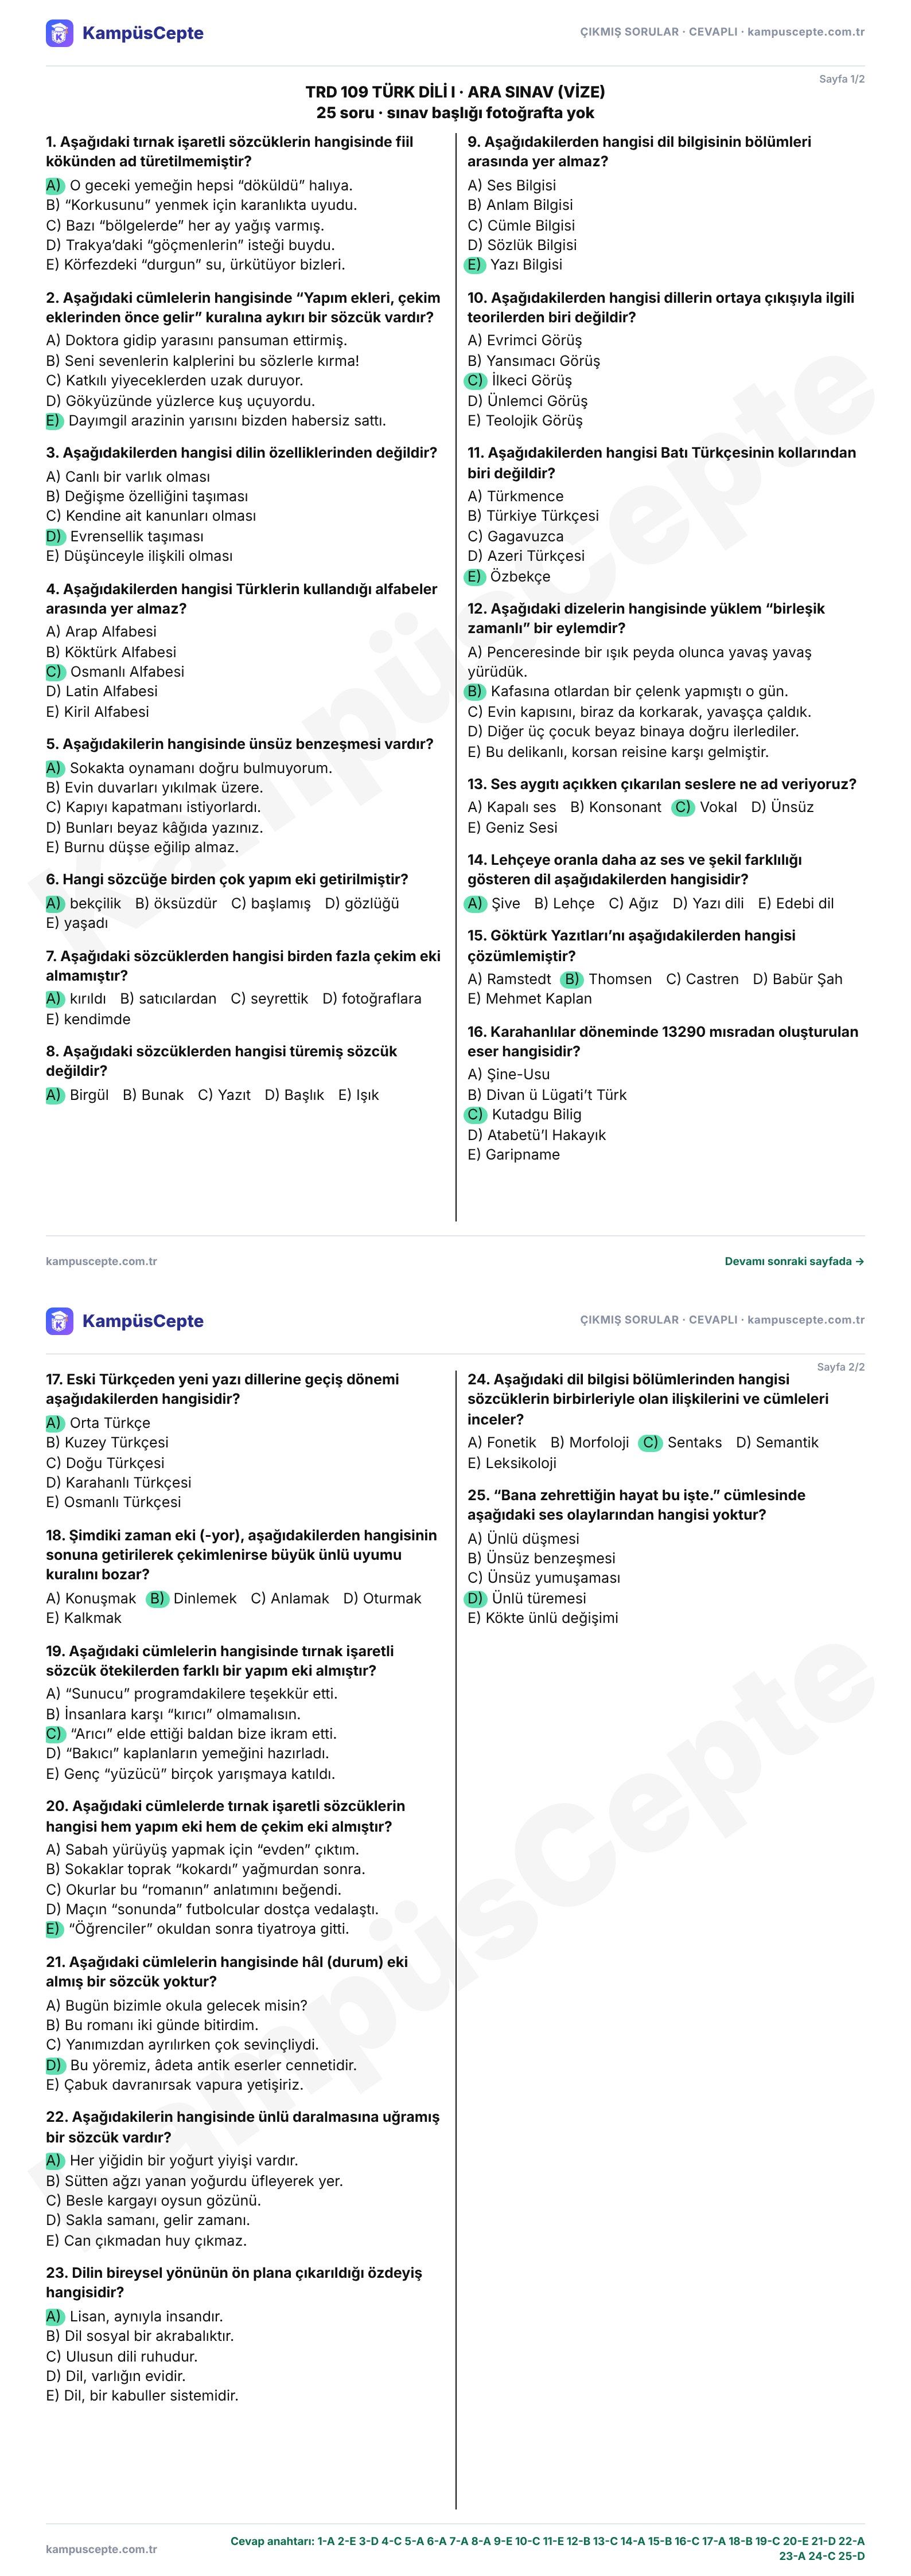 KampüsCepte
ÇIKMIŞ SORULAR · CEVAPLI · kampuscepte.com.tr
Sayfa 1/2
TRD 109 TÜRK DİLİ I · ARA SINAV (VİZE)
25 soru · sınav başlığı fotoğrafta yok
1. Aşağıdaki tırnak işaretli sözcüklerin hangisinde fiil
kökünden ad türetilmemiştir?
A) O geceki yemeğin hepsi “döküldü” halıya.
B) “Korkusunu” yenmek için karanlıkta uyudu.
C) Bazı “bölgelerde” her ay yağış varmış.
D) Trakya’daki “göçmenlerin” isteği buydu.
E) Körfezdeki “durgun” su, ürkütüyor bizleri.
2. Aşağıdaki cümlelerin hangisinde “Yapım ekleri, çekim
eklerinden önce gelir” kuralına aykırı bir sözcük vardır?
A) Doktora gidip yarasını pansuman ettirmiş.
B) Seni sevenlerin kalplerini bu sözlerle kırma!
C) Katkılı yiyeceklerden uzak duruyor.
D) Gökyüzünde yüzlerce kuş uçuyordu.
E) Dayımgil arazinin yarısını bizden habersiz sattı.
3. Aşağıdakilerden hangisi dilin özelliklerinden değildir?
A) Canlı bir varlık olması
B) Değişme özelliğini taşıması
C) Kendine ait kanunları olması
D) Evrensellik taşıması
E) Düşünceyle ilişkili olması
4. Aşağıdakilerden hangisi Türklerin kullandığı alfabeler
arasında yer almaz?
A) Arap Alfabesi
B) Köktürk Alfabesi
C) Osmanlı Alfabesi
D) Latin Alfabesi
E) Kiril Alfabesi
5. Aşağıdakilerin hangisinde ünsüz benzeşmesi vardır?
A) Sokakta oynamanı doğru bulmuyorum.
B) Evin duvarları yıkılmak üzere.
C) Kapıyı kapatmanı istiyorlardı.
D) Bunları beyaz kâğıda yazınız.
E) Burnu düşse eğilip almaz.
6. Hangi sözcüğe birden çok yapım eki getirilmiştir?
A) bekçilik B) öksüzdür C) başlamış D) gözlüğü
E) yaşadı
7. Aşağıdaki sözcüklerden hangisi birden fazla çekim eki
almamıştır?
A) kırıldı B) satıcılardan C) seyrettik D) fotoğraflara
E) kendimde
8. Aşağıdaki sözcüklerden hangisi türemiş sözcük
değildir?
A) Birgül B) Bunak C) Yazıt D) Başlık E) Işık
9. Aşağıdakilerden hangisi dil bilgisinin bölümleri
arasında yer almaz?
A) Ses Bilgisi
B) Anlam Bilgisi
C) Cümle Bilgisi
D) Sözlük Bilgisi
E) Yazı Bilgisi
10. Aşağıdakilerden hangisi dillerin ortaya çıkışıyla ilgili
teorilerden biri değildir?
A) Evrimci Görüş
B) Yansımacı Görüş
C) İlkeci Görüş
D) Ünlemci Görüş
E) Teolojik Görüş
11. Aşağıdakilerden hangisi Batı Türkçesinin kollarından
biri değildir?
A) Türkmence
B) Türkiye Türkçesi
C) Gagavuzca
D) Azeri Türkçesi
E) Özbekçe
12. Aşağıdaki dizelerin hangisinde yüklem “birleşik
zamanlı” bir eylemdir?
A) Penceresinde bir ışık peyda olunca yavaş yavaş
yürüdük.
B) Kafasına otlardan bir çelenk yapmıştı o gün.
C) Evin kapısını, biraz da korkarak, yavaşça çaldık.
D) Diğer üç çocuk beyaz binaya doğru ilerlediler.
E) Bu delikanlı, korsan reisine karşı gelmiştir.
13. Ses aygıtı açıkken çıkarılan seslere ne ad veriyoruz?
A) Kapalı ses B) Konsonant C) Vokal D) Ünsüz
E) Geniz Sesi
14. Lehçeye oranla daha az ses ve şekil farklılığı
gösteren dil aşağıdakilerden hangisidir?
A) Şive B) Lehçe C) Ağız D) Yazı dili E) Edebi dil
15. Göktürk Yazıtları’nı aşağıdakilerden hangisi
çözümlemiştir?
A) Ramstedt B) Thomsen C) Castren D) Babür Şah
E) Mehmet Kaplan
16. Karahanlılar döneminde 13290 mısradan oluşturulan
eser hangisidir?
A) Şine-Usu
B) Divan ü Lügati’t Türk
C) Kutadgu Bilig
D) Atabetü’l Hakayık
E) Garipname
kampuscepte.com.tr
Devamı sonraki sayfada →
KampüsCepte
ÇIKMIŞ SORULAR · CEVAPLI · kampuscepte.com.tr
Sayfa 2/2
17. Eski Türkçeden yeni yazı dillerine geçiş dönemi
aşağıdakilerden hangisidir?
A) Orta Türkçe
B) Kuzey Türkçesi
C) Doğu Türkçesi
D) Karahanlı Türkçesi
E) Osmanlı Türkçesi
18. Şimdiki zaman eki (-yor), aşağıdakilerden hangisinin
sonuna getirilerek çekimlenirse büyük ünlü uyumu
kuralını bozar?
A) Konuşmak B) Dinlemek C) Anlamak D) Oturmak
E) Kalkmak
19. Aşağıdaki cümlelerin hangisinde tırnak işaretli
sözcük ötekilerden farklı bir yapım eki almıştır?
A) “Sunucu” programdakilere teşekkür etti.
B) İnsanlara karşı “kırıcı” olmamalısın.
C) “Arıcı” elde ettiği baldan bize ikram etti.
D) “Bakıcı” kaplanların yemeğini hazırladı.
E) Genç “yüzücü” birçok yarışmaya katıldı.
20. Aşağıdaki cümlelerde tırnak işaretli sözcüklerin
hangisi hem yapım eki hem de çekim eki almıştır?
A) Sabah yürüyüş yapmak için “evden” çıktım.
B) Sokaklar toprak “kokardı” yağmurdan sonra.
C) Okurlar bu “romanın” anlatımını beğendi.
D) Maçın “sonunda” futbolcular dostça vedalaştı.
E) “Öğrenciler” okuldan sonra tiyatroya gitti.
21. Aşağıdaki cümlelerin hangisinde hâl (durum) eki
almış bir sözcük yoktur?
A) Bugün bizimle okula gelecek misin?
B) Bu romanı iki günde bitirdim.
C) Yanımızdan ayrılırken çok sevinçliydi.
D) Bu yöremiz, âdeta antik eserler cennetidir.
E) Çabuk davranırsak vapura yetişiriz.
22. Aşağıdakilerin hangisinde ünlü daralmasına uğramış
bir sözcük vardır?
A) Her yiğidin bir yoğurt yiyişi vardır.
B) Sütten ağzı yanan yoğurdu üfleyerek yer.
C) Besle kargayı oysun gözünü.
D) Sakla samanı, gelir zamanı.
E) Can çıkmadan huy çıkmaz.
23. Dilin bireysel yönünün ön plana çıkarıldığı özdeyiş
hangisidir?
A) Lisan, aynıyla insandır.
B) Dil sosyal bir akrabalıktır.
C) Ulusun dili ruhudur.
D) Dil, varlığın evidir.
E) Dil, bir kabuller sistemidir.
24. Aşağıdaki dil bilgisi bölümlerinden hangisi
sözcüklerin birbirleriyle olan ilişkilerini ve cümleleri
inceler?
A) Fonetik B) Morfoloji C) Sentaks D) Semantik
E) Leksikoloji
25. “Bana zehrettiğin hayat bu işte.” cümlesinde
aşağıdaki ses olaylarından hangisi yoktur?
A) Ünlü düşmesi
B) Ünsüz benzeşmesi
C) Ünsüz yumuşaması
D) Ünlü türemesi
E) Kökte ünlü değişimi
kampuscepte.com.tr
Cevap anahtarı: 1-A 2-E 3-D 4-C 5-A 6-A 7-A 8-A 9-E 10-C 11-E 12-B 13-C 14-A 15-B 16-C 17-A 18-B 19-C 20-E 21-D 22-A
23-A 24-C 25-D